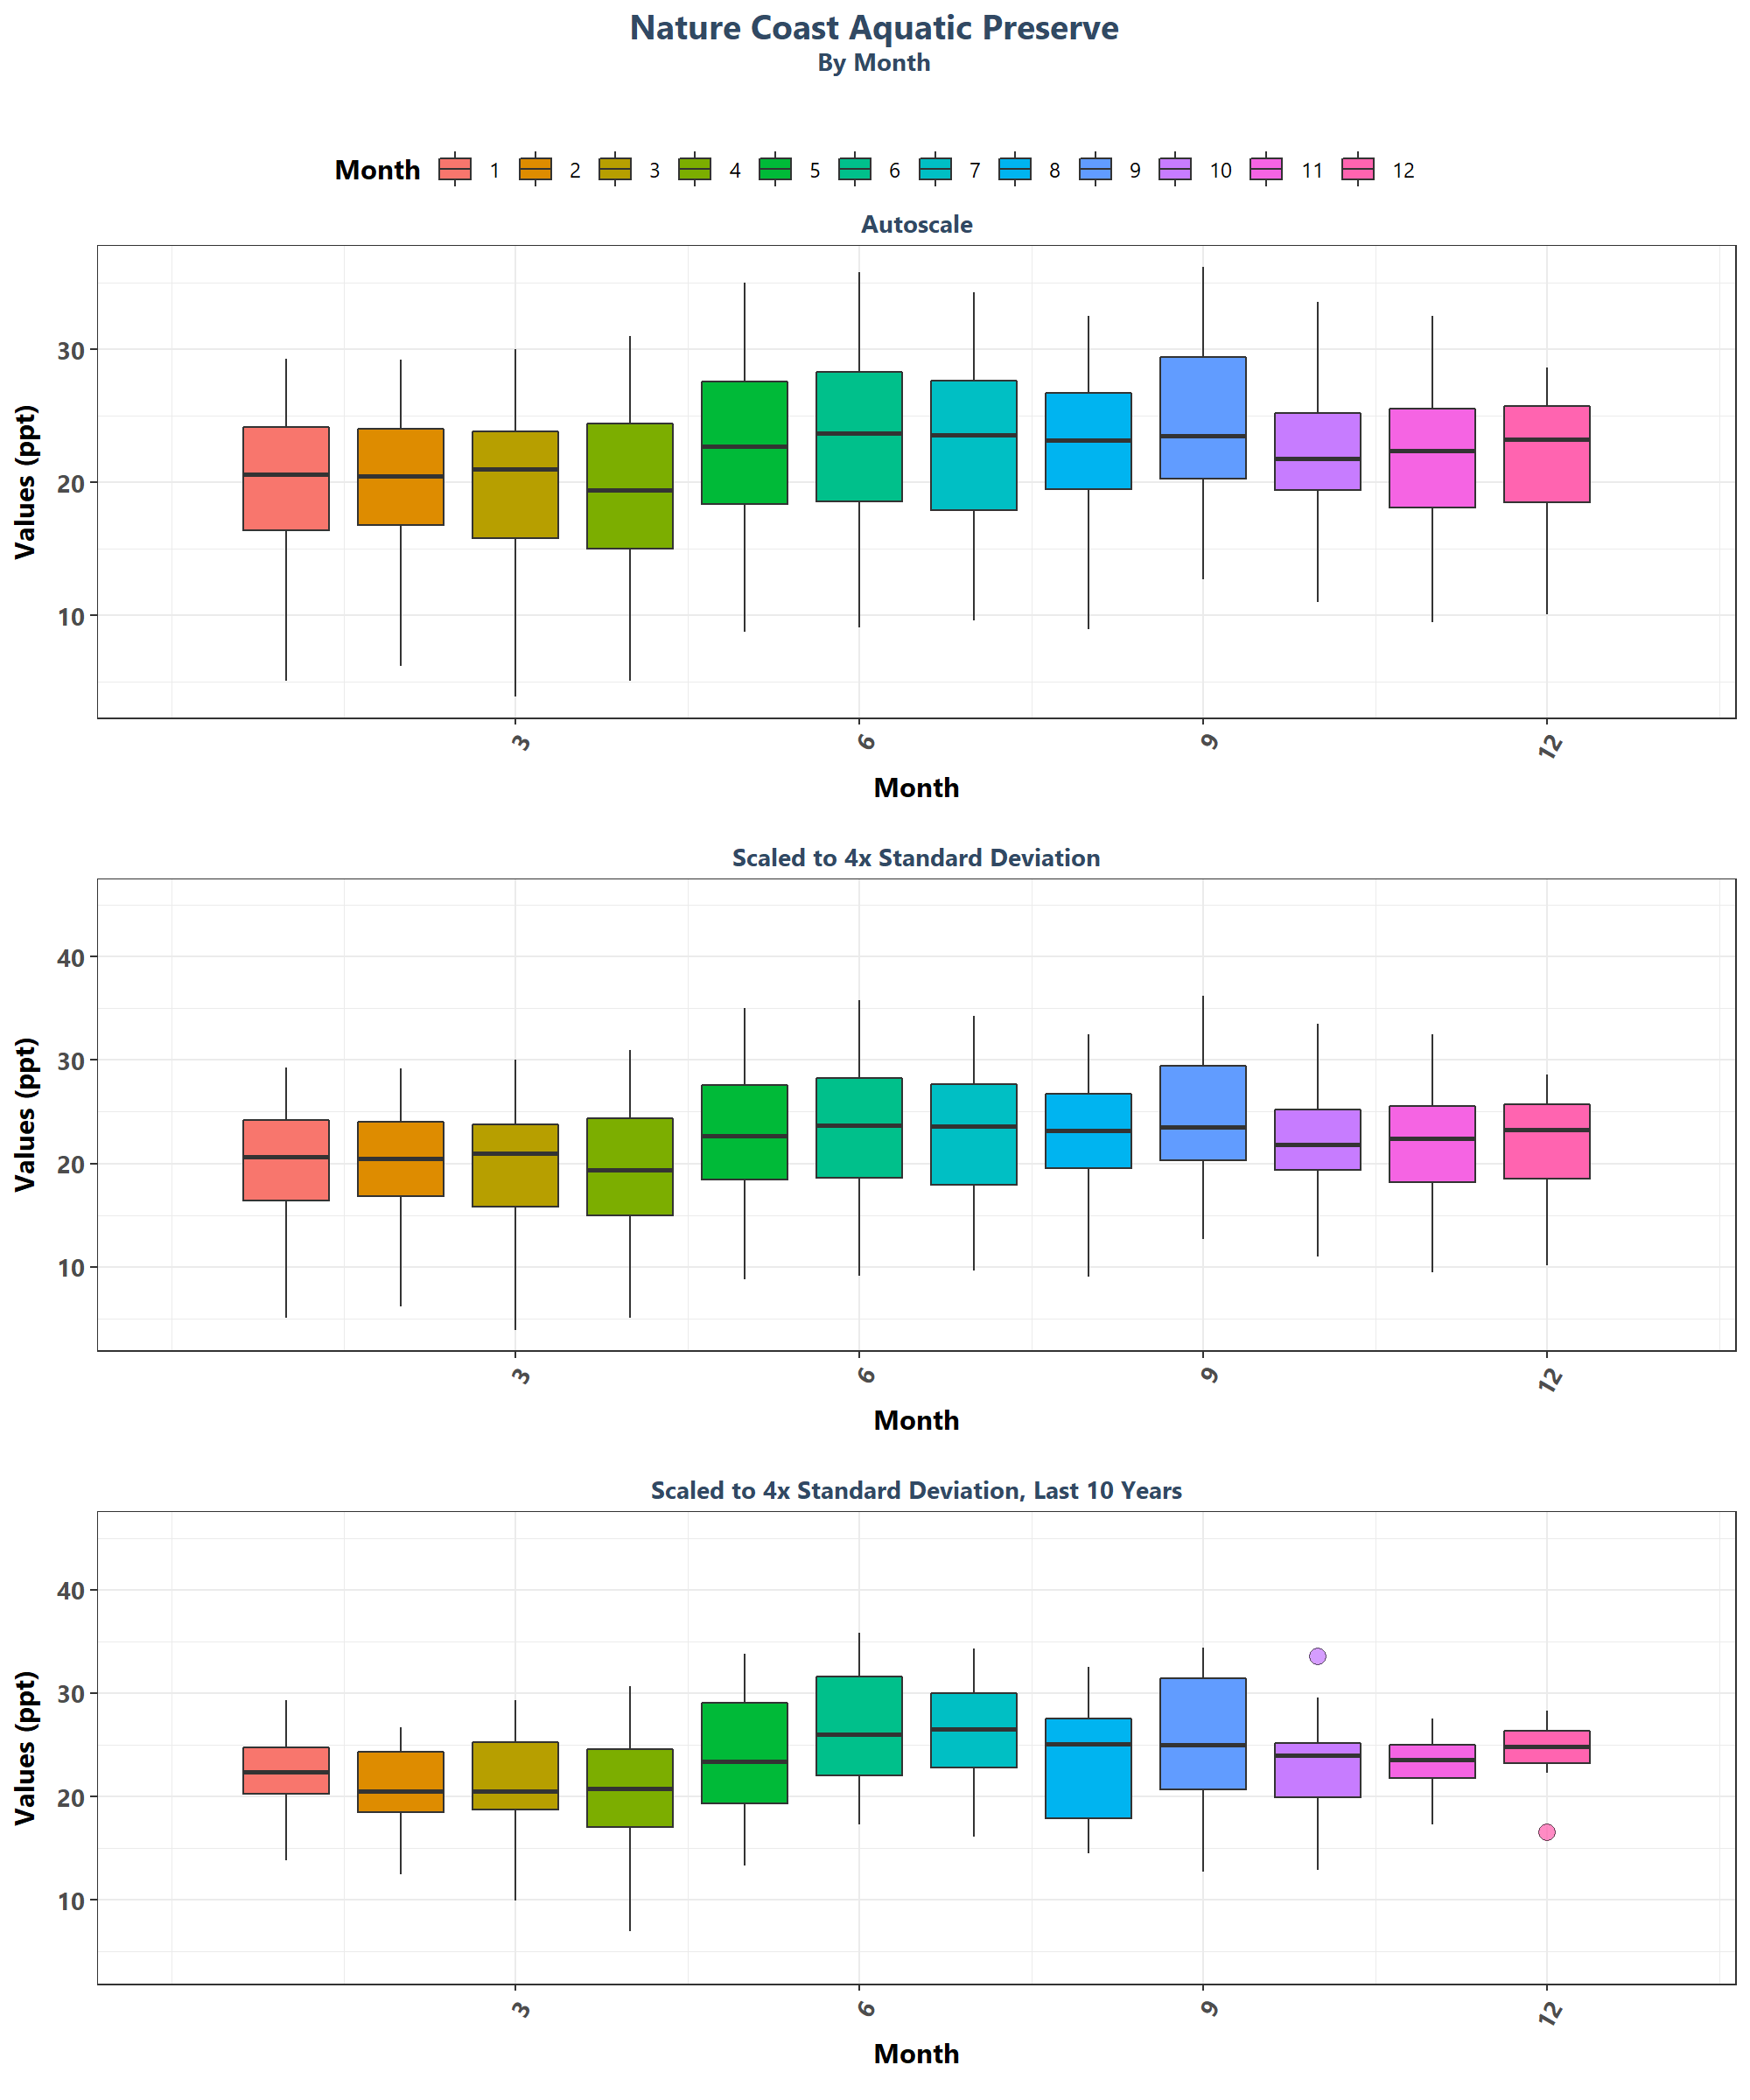 Nature Coast Aquatic Preserve
By Month
Month 1 2 3 4 5 6 7 8 9 10 11 12
Autoscale
Values (ppt)
30
20
10
3 6 9 12
Month
Scaled to 4x Standard Deviation
Values (ppt)
40
30
20
10
3 6 9 12
Month
Scaled to 4x Standard Deviation, Last 10 Years
Values (ppt)
40
30
20
10
3 6 9 12
Month